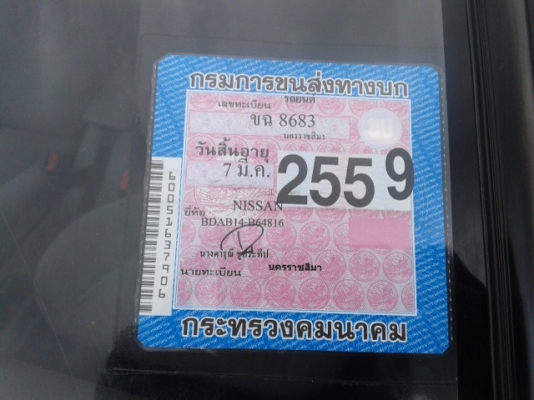 กรมการขนส่งทางบก
รถยนต์
เลขทะเบียน
ขฉ 8683
นครราชสีมา
วันสิ้นอายุ
7 มี.ค. 2559
ยี่ห้อ NISSAN
BDAB14-B64816
นายทะเบียน นครราชสีมา
กระทรวงคมนาคม
6005163790​6